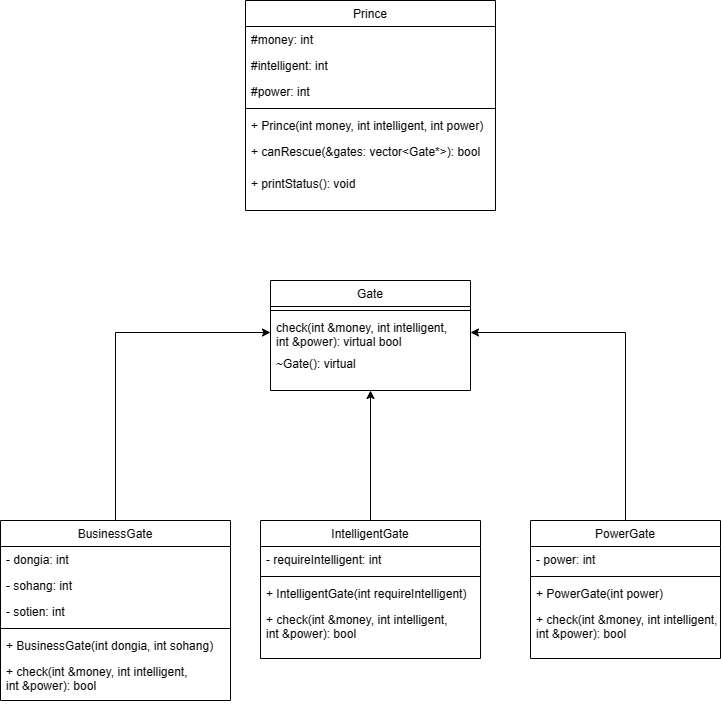 Prince
#money: int
#intelligent: int
#power: int
+ Prince(int money, int intelligent, int power)
+ canRescue(&gates: vector<Gate*>): bool
+ printStatus(): void
Gate
check(int &money, int intelligent,
int &power): virtual bool
~Gate(): virtual
BusinessGate
- dongia: int
- sohang: int
- sotien: int
+ BusinessGate(int dongia, int sohang)
+ check(int &money, int intelligent,
int &power): bool
IntelligentGate
- requireIntelligent: int
+ IntelligentGate(int requireIntelligent)
+ check(int &money, int intelligent,
int &power): bool
PowerGate
- power: int
+ PowerGate(int power)
+ check(int &money, int intelligent,
int &power): bool